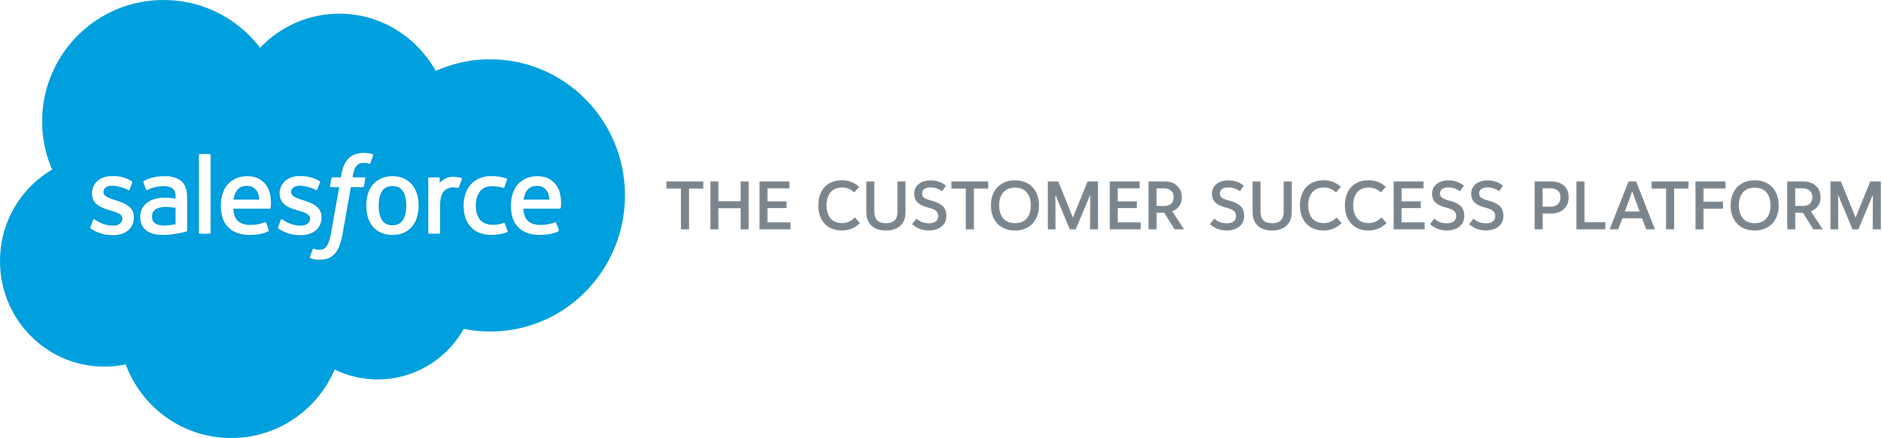 salesforce
THE CUSTOMER SUCCESS PLATFORM